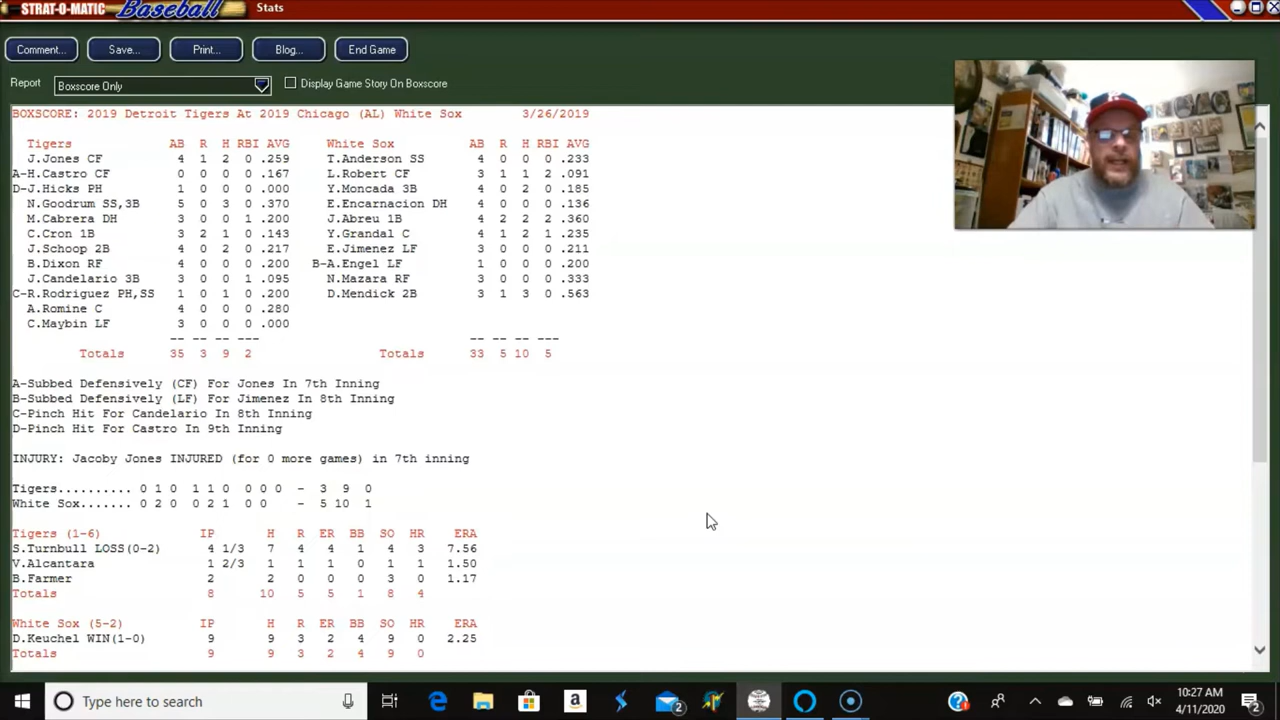 STRAT-O-MATIC Baseball Stats
Comment... Save... Print... Blog... End Game
Report Boxscore Only Display Game Story On Boxscore
BOXSCORE: 2019 Detroit Tigers At 2019 Chicago (AL) White Sox 3/26/2019
Tigers AB R H RBI AVG White Sox AB R H RBI AVG
J.Jones CF 4 1 2 0 .259 T.Anderson SS 4 0 0 0 .233
A-H.Castro CF 0 0 0 0 .167 L.Robert CF 3 1 1 2 .091
D-J.Hicks PH 1 0 0 0 .000 Y.Moncada 3B 4 0 2 0 .185
N.Goodrum SS,3B 5 0 3 0 .370 E.Encarnacion DH 4 0 0 0 .136
M.Cabrera DH 3 0 0 1 .200 J.Abreu 1B 4 2 2 2 .360
C.Cron 1B 3 2 1 0 .143 Y.Grandal C 4 1 2 1 .235
J.Schoop 2B 4 0 2 0 .217 E.Jimenez LF 3 0 0 0 .211
B.Dixon RF 4 0 0 0 .200 B-A.Engel LF 1 0 0 0 .200
J.Candelario 3B 3 0 0 1 .095 N.Mazara RF 3 0 0 0 .333
C-R.Rodriguez PH,SS 1 0 1 0 .200 D.Mendick 2B 3 1 3 0 .563
A.Romine C 4 0 0 0 .280
C.Maybin LF 3 0 0 0 .000
-- -- -- --- -- -- -- ---
Totals 35 3 9 2 Totals 33 5 10 5
A-Subbed Defensively (CF) For Jones In 7th Inning
B-Subbed Defensively (LF) For Jimenez In 8th Inning
C-Pinch Hit For Candelario In 8th Inning
D-Pinch Hit For Castro In 9th Inning
INJURY: Jacoby Jones INJURED (for 0 more games) in 7th inning
Tigers.......... 0 1 0 1 1 0 0 0 0 - 3 9 0
White Sox....... 0 2 0 0 2 1 0 0 - 5 10 1
Tigers (1-6) IP H R ER BB SO HR ERA
S.Turnbull LOSS(0-2) 4 1/3 7 4 4 1 4 3 7.56
V.Alcantara 1 2/3 1 1 1 0 1 1 1.50
B.Farmer 2 2 0 0 0 3 0 1.17
Totals 8 10 5 5 1 8 4
White Sox (5-2) IP H R ER BB SO HR ERA
D.Keuchel WIN(1-0) 9 9 3 2 4 9 0 2.25
Totals 9 9 3 2 4 9 0
Type here to search 2 10:27 AM
4/11/2020 2